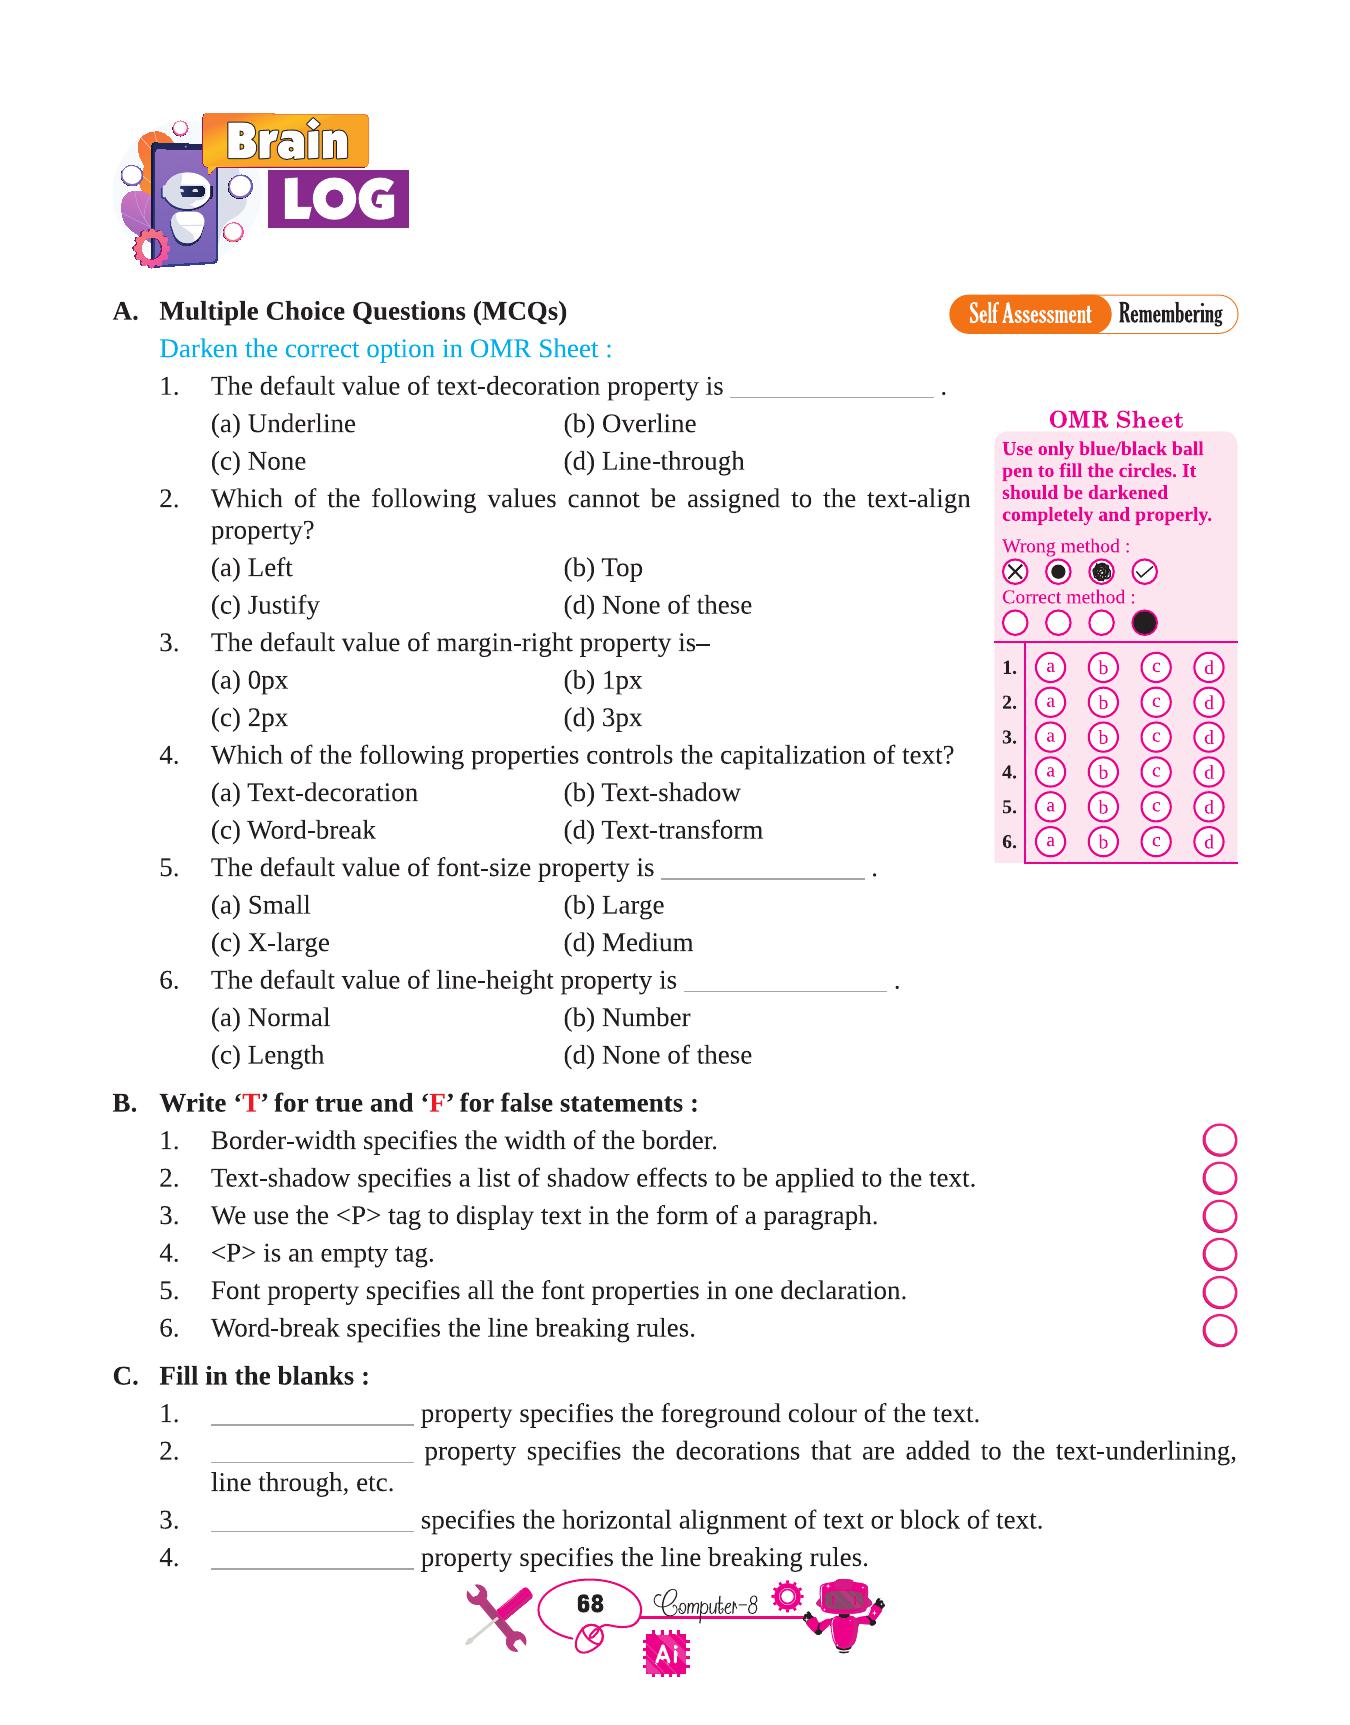 Brain
LOG
A. Multiple Choice Questions (MCQs)
Self Assessment Remembering
Darken the correct option in OMR Sheet :
1. The default value of text-decoration property is _______________ .
(a) Underline (b) Overline
(c) None (d) Line-through
2. Which of the following values cannot be assigned to the text-align
property?
(a) Left (b) Top
(c) Justify (d) None of these
3. The default value of margin-right property is–
(a) 0px (b) 1px
(c) 2px (d) 3px
4. Which of the following properties controls the capitalization of text?
(a) Text-decoration (b) Text-shadow
(c) Word-break (d) Text-transform
5. The default value of font-size property is _______________ .
(a) Small (b) Large
(c) X-large (d) Medium
6. The default value of line-height property is _______________ .
(a) Normal (b) Number
(c) Length (d) None of these
OMR Sheet
Use only blue/black ball
pen to fill the circles. It
should be darkened
completely and properly.
Wrong method :
Correct method :
1. a b c d
2. a b c d
3. a b c d
4. a b c d
5. a b c d
6. a b c d
B. Write ‘T’ for true and ‘F’ for false statements :
1. Border-width specifies the width of the border.
2. Text-shadow specifies a list of shadow effects to be applied to the text.
3. We use the <P> tag to display text in the form of a paragraph.
4. <P> is an empty tag.
5. Font property specifies all the font properties in one declaration.
6. Word-break specifies the line breaking rules.
C. Fill in the blanks :
1. _______________ property specifies the foreground colour of the text.
2. _______________ property specifies the decorations that are added to the text-underlining,
line through, etc.
3. _______________ specifies the horizontal alignment of text or block of text.
4. _______________ property specifies the line breaking rules.
68 Computer-8
Ai